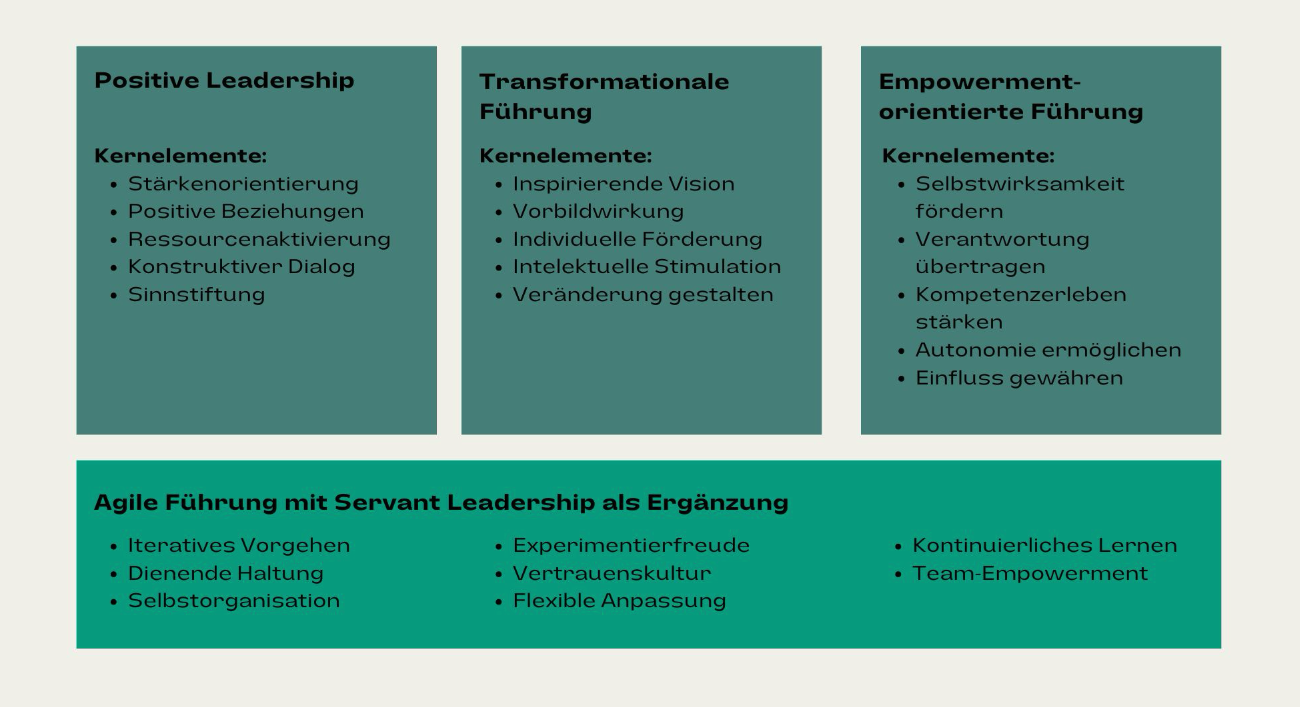 Positive Leadership
Kernelemente:
• Stärkenorientierung
• Positive Beziehungen
• Ressourcenaktivierung
• Konstruktiver Dialog
• Sinnstiftung
Transformationale
Führung
Kernelemente:
• Inspirierende Vision
• Vorbildwirkung
• Individuelle Förderung
• Intelektuelle Stimulation
• Veränderung gestalten
Empowerment-
orientierte Führung
Kernelemente:
• Selbstwirksamkeit
fördern
• Verantwortung
übertragen
• Kompetenzerleben
stärken
• Autonomie ermöglichen
• Einfluss gewähren
Agile Führung mit Servant Leadership als Ergänzung
• Iteratives Vorgehen
• Dienende Haltung
• Selbstorganisation
• Experimentierfreude
• Vertrauenskultur
• Flexible Anpassung
• Kontinuierliches Lernen
• Team-Empowerment